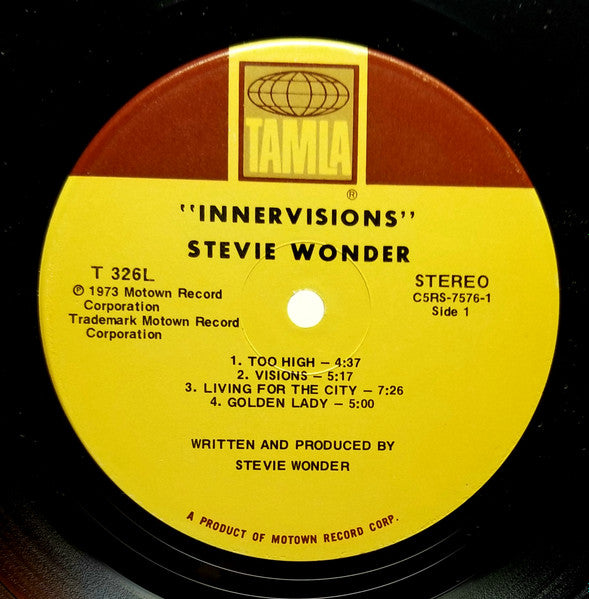 TAMLA
®
"INNERVISIONS"
STEVIE WONDER
T 326L
℗ 1973 Motown Record
Corporation
Trademark Motown Record
Corporation
STEREO
C5RS-7576-1
Side 1
1. TOO HIGH — 4:37
2. VISIONS — 5:17
3. LIVING FOR THE CITY — 7:26
4. GOLDEN LADY — 5:00
WRITTEN AND PRODUCED BY
STEVIE WONDER
A PRODUCT OF MOTOWN RECORD CORP.